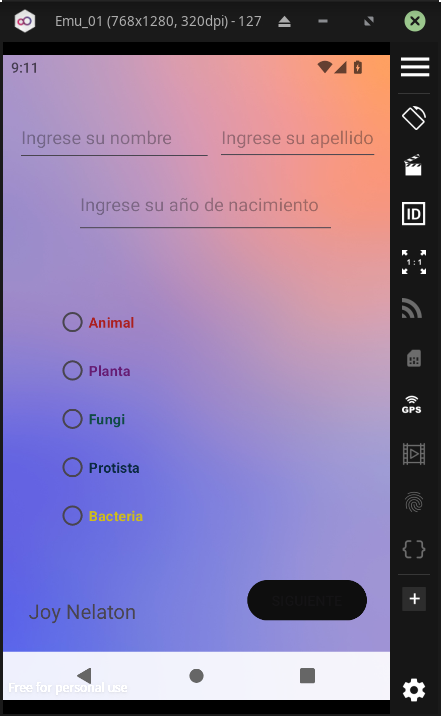 Emu_01 (768x1280, 320dpi) - 127
9:11
Ingrese su nombre
Ingrese su apellido
Ingrese su año de nacimiento
Animal
Planta
Fungi
Protista
Bacteria
Joy Nelaton
SIGUIENTE
Free for personal use
ID
1:1
GPS